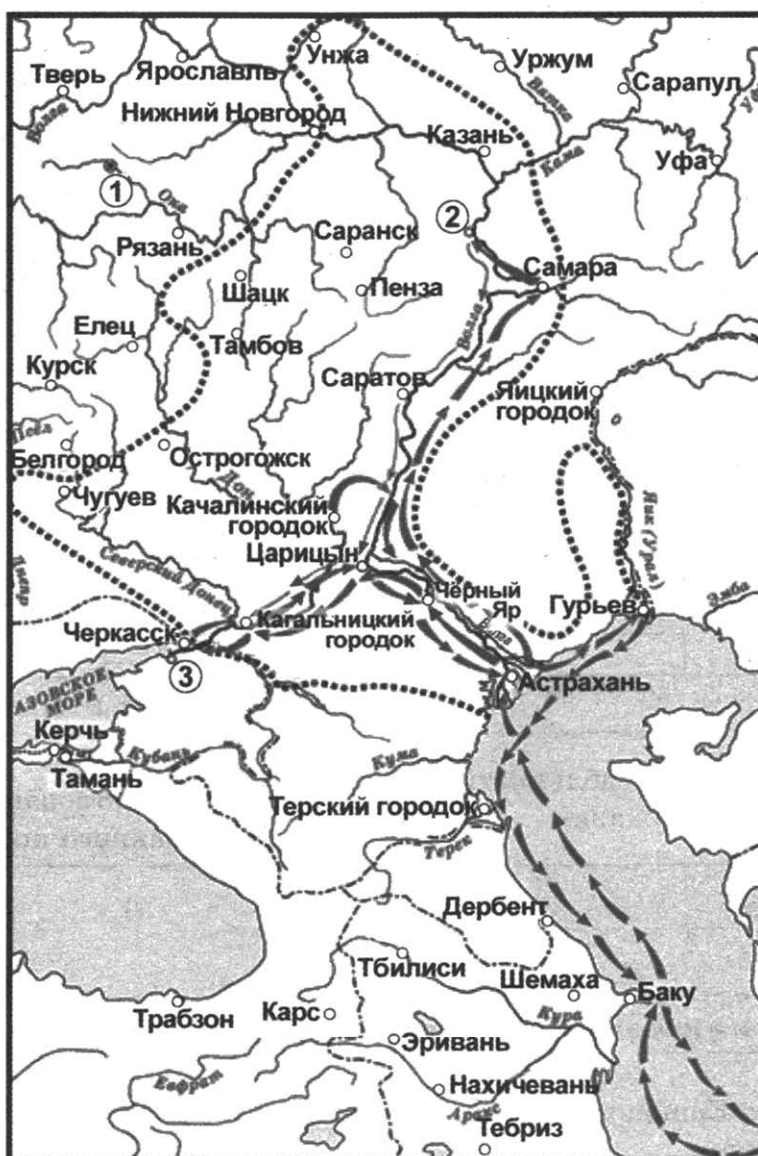 Унжа
Уржум
Ярославль
Тверь
Сарапул
Волга
Вятка
Нижний Новгород
Казань
Уфа
Кама
1
Ока
2
Рязань
Саранск
Самара
Шацк
Пенза
Волга
Елец
Тамбов
Курск
Саратов
Яицкий
городок
Псёл
Белгород
Острогожск
Дон
Чугуев
Качалинский
городок
Яик (Урал)
Царицын
Северский Донец
Днепр
Чёрный
Яр
Гурьев
Эмба
Волга
Черкасск
Кагальницкий
городок
3
Астрахань
АЗОВСКОЕ
МОРЕ
Керчь
Тамань
Кубань
Кума
Терский городок
Терек
Дербент
Тбилиси
Шемаха
Баку
Трабзон
Карс
Кура
Эривань
Евфрат
Нахичевань
Аракс
Тебриз